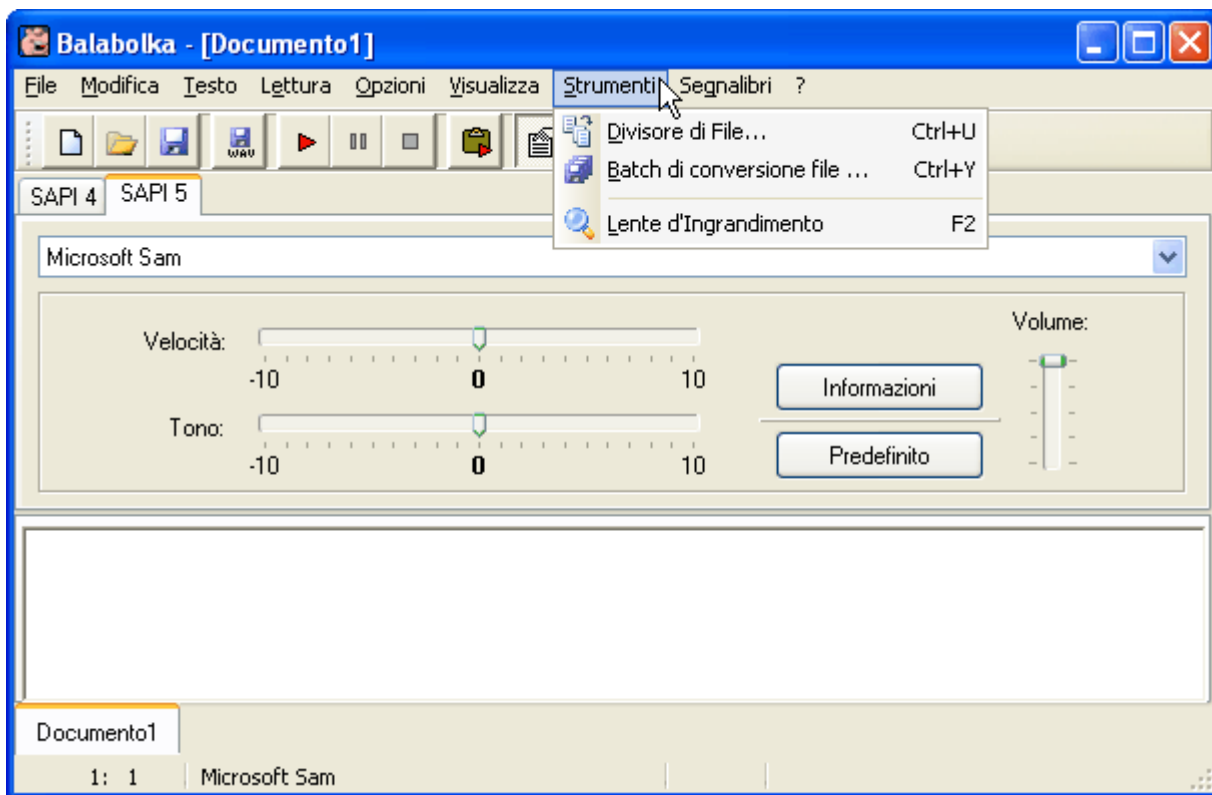 Balabolka - [Documento1]
File Modifica Testo Lettura Opzioni Visualizza Strumenti Segnalibri ?
Divisore di File... Ctrl+U
WAV
Batch di conversione file ... Ctrl+Y
SAPI 4 SAPI 5
Lente d'Ingrandimento F2
Microsoft Sam
Volume:
Velocità:
-10 0 10
Informazioni
Tono:
-10 0 10
Predefinito
Documento1
1: 1 Microsoft Sam